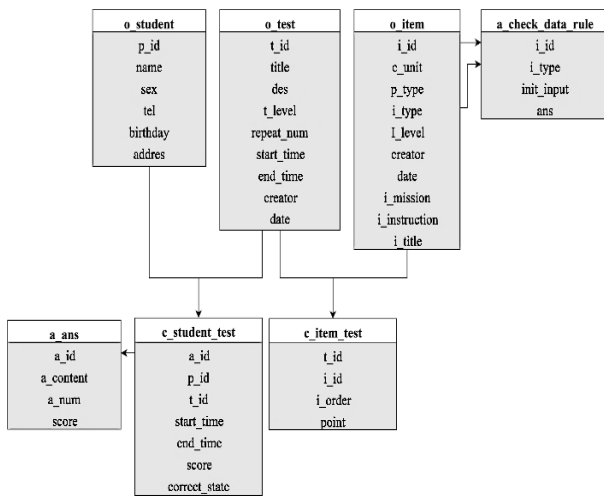 o_student
p_id
name
sex
tel
birthday
addres
o_test
t_id
title
des
t_level
repeat_num
start_time
end_time
creator
date
o_item
i_id
c_unit
p_type
i_type
I_level
creator
date
i_mission
i_instruction
i_title
a_check_data_rule
i_id
i_type
init_input
ans
a_ans
a_id
a_content
a_num
score
c_student_test
a_id
p_id
t_id
start_time
end_time
score
correct_state
c_item_test
t_id
i_id
i_order
point